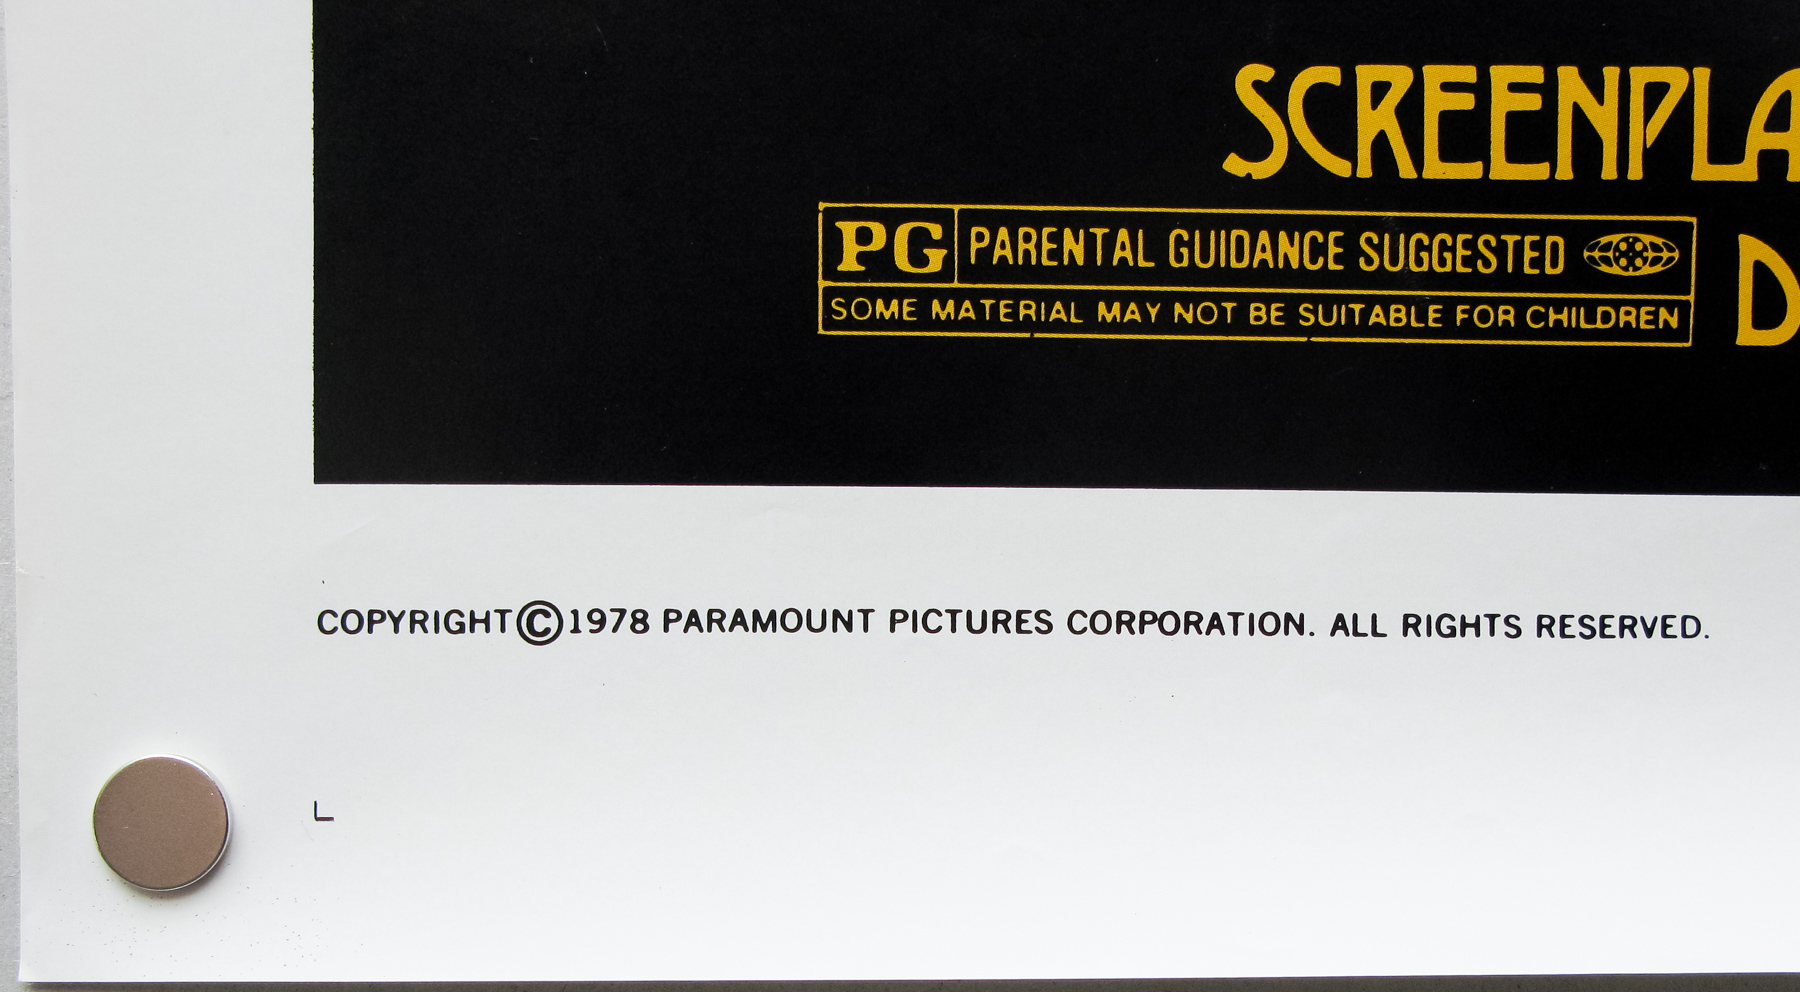 SCREENPLA
PG PARENTAL GUIDANCE SUGGESTED
D
SOME MATERIAL MAY NOT BE SUITABLE FOR CHILDREN
COPYRIGHT©1978 PARAMOUNT PICTURES CORPORATION. ALL RIGHTS RESERVED.
L